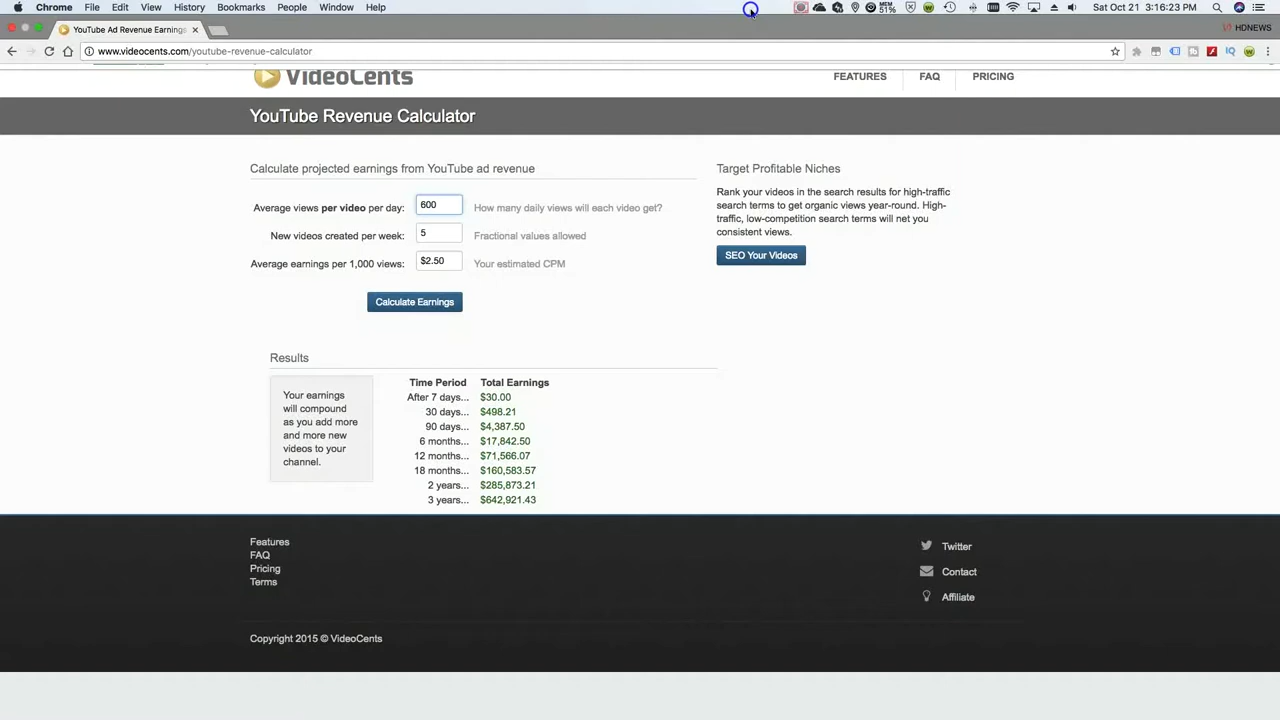 Chrome File Edit View History Bookmarks People Window Help
MEM 51%
Sat Oct 21 3:16:23 PM
YouTube Ad Revenue Earnings
HDNEWS
www.videocents.com/youtube-revenue-calculator
VideoCents
FEATURES FAQ PRICING
YouTube Revenue Calculator
Calculate projected earnings from YouTube ad revenue
Average views per video per day: 600 How many daily views will each video get?
New videos created per week: 5 Fractional values allowed
Average earnings per 1,000 views: $2.50 Your estimated CPM
Calculate Earnings
Target Profitable Niches
Rank your videos in the search results for high-traffic
search terms to get organic views year-round. High-
traffic, low-competition search terms will net you
consistent views.
SEO Your Videos
Results
Your earnings
will compound
as you add more
and more new
videos to your
channel.
Time Period Total Earnings
After 7 days... $30.00
30 days... $498.21
90 days... $4,387.50
6 months... $17,842.50
12 months... $71,566.07
18 months... $160,583.57
2 years... $285,873.21
3 years... $642,921.43
Features
FAQ
Pricing
Terms
Twitter
Contact
Affiliate
Copyright 2015 © VideoCents